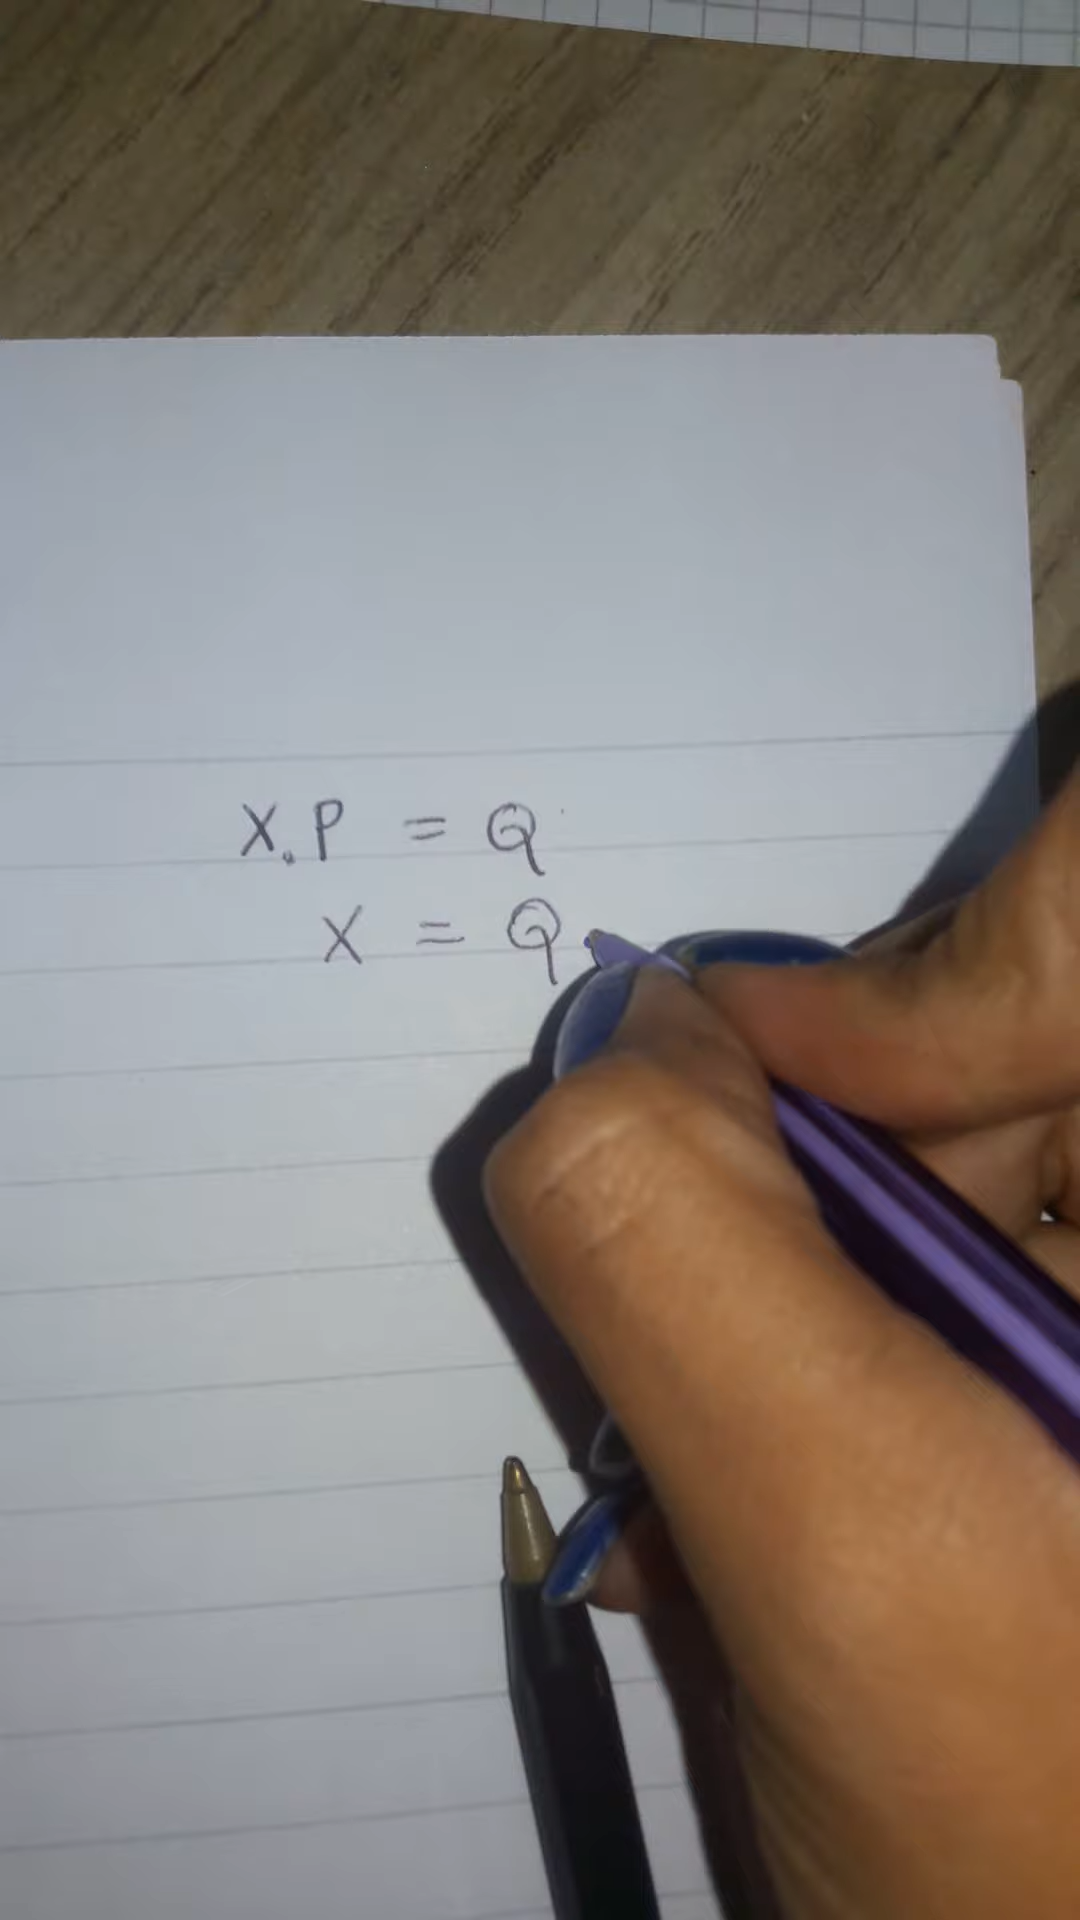 X.P = Q
X = Q